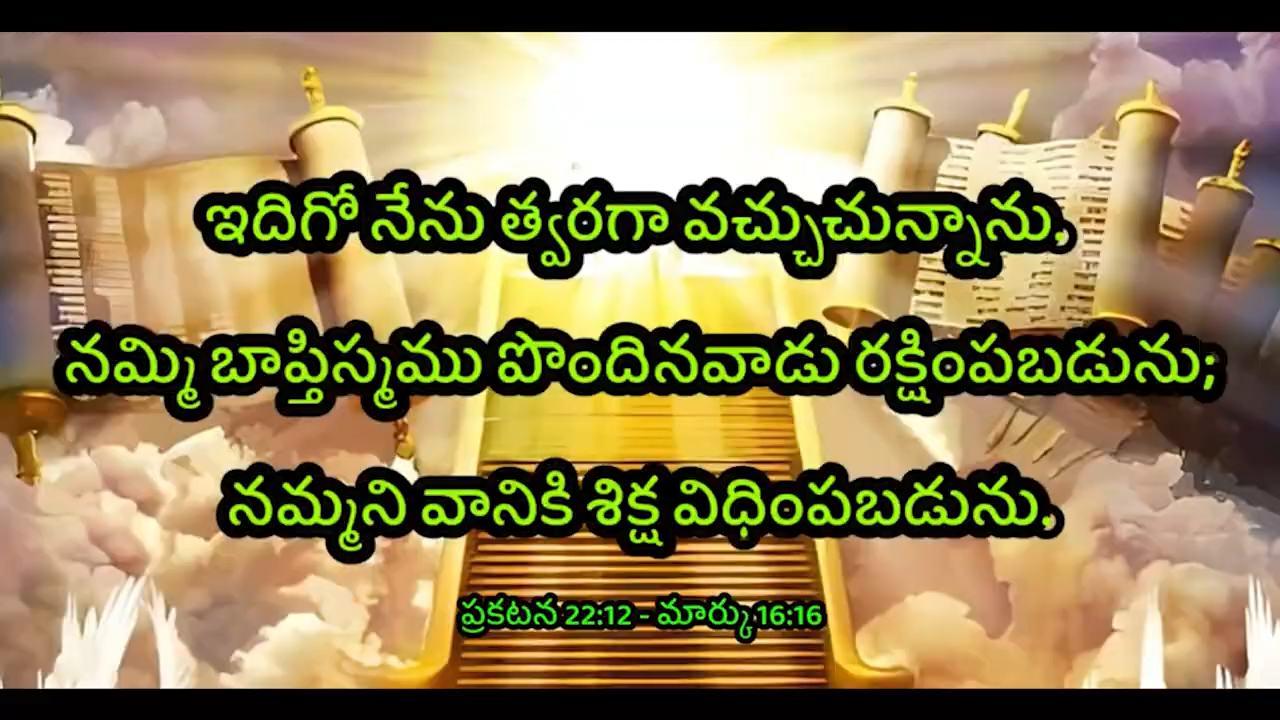 ఇదిగో నేను త్వరగా వచ్చుచున్నాను.
నమ్మి బాప్తిస్మము పొందినవాడు రక్షింపబడును;
నమ్మని వానికి శిక్ష విధింపబడును.
ప్రకటన 22:12 - మార్కు 16:16